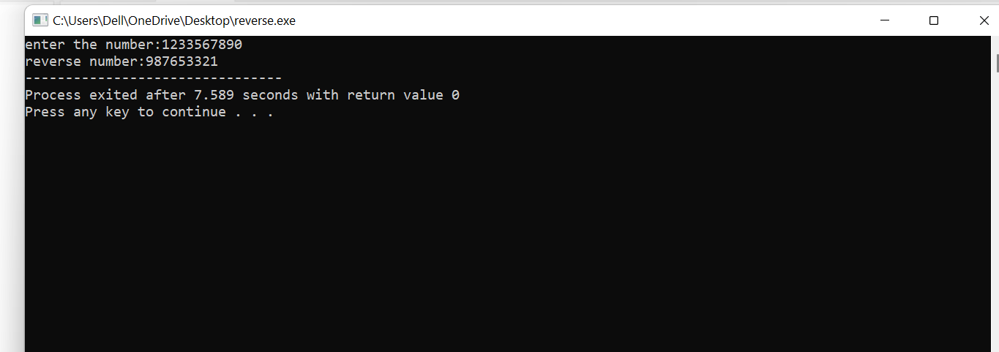 C:\Users\Dell\OneDrive\Desktop\reverse.exe
enter the number:1233567890
reverse number:987653321
--------------------------------
Process exited after 7.589 seconds with return value 0
Press any key to continue . . .